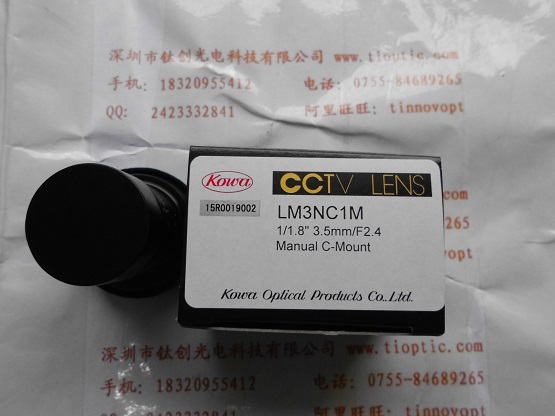 深圳市钛创光电科技有限公司 www.tioptic.com
手机: 18320955412 电话: 0755-84689265
QQ: 2423332841 阿里旺旺: tinnovopt
Kowa CCTV LENS
15R0019002 LM3NC1M
1/1.8" 3.5mm/F2.4
Manual C-Mount
Kowa Optical Products Co.,Ltd.
深圳市钛创光电科技有限公司 www.tioptic.com
手机: 18320955412 电话: 0755-84689265
QQ: 2423332841 阿里旺旺: tinnovopt